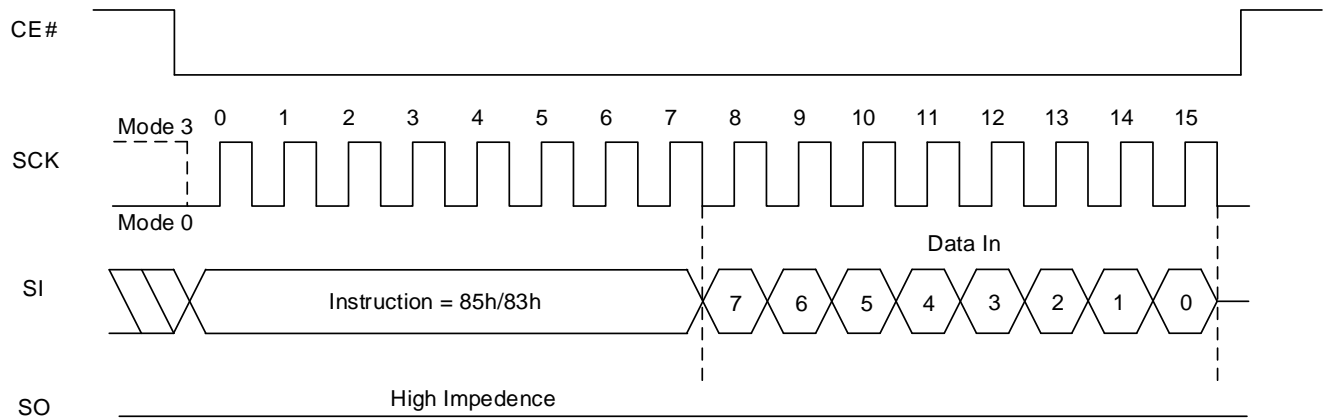 CE#
Mode 3 0 1 2 3 4 5 6 7 8 9 10 11 12 13 14 15
SCK
Mode 0
Data In
SI Instruction = 85h/83h 7 6 5 4 3 2 1 0
High Impedence
SO